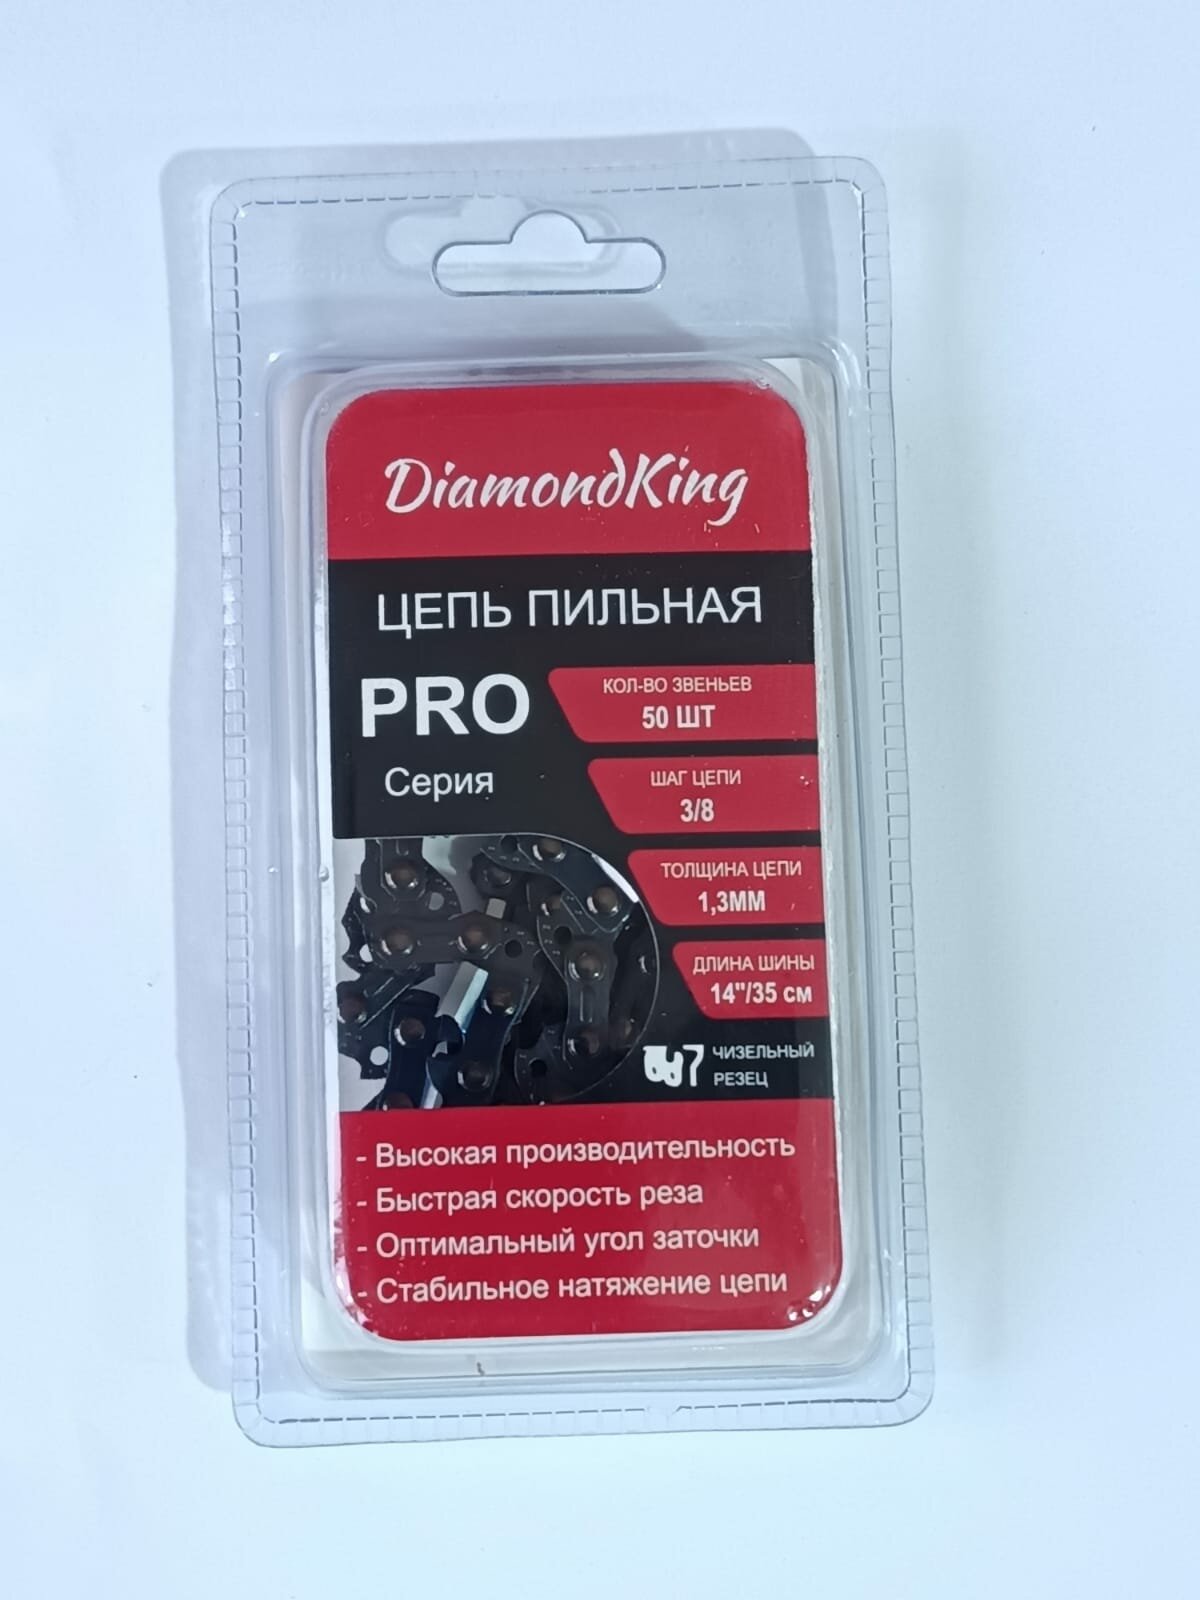 DiamondKing
ЦЕПЬ ПИЛЬНАЯ
PRO
Серия
КОЛ-ВО ЗВЕНЬЕВ
50 ШТ
ШАГ ЦЕПИ
3/8
ТОЛЩИНА ЦЕПИ
1,3ММ
ДЛИНА ШИНЫ
14"/35 см
ЧИЗЕЛЬНЫЙ
РЕЗЕЦ
- Высокая производительность
- Быстрая скорость реза
- Оптимальный угол заточки
- Стабильное натяжение цепи